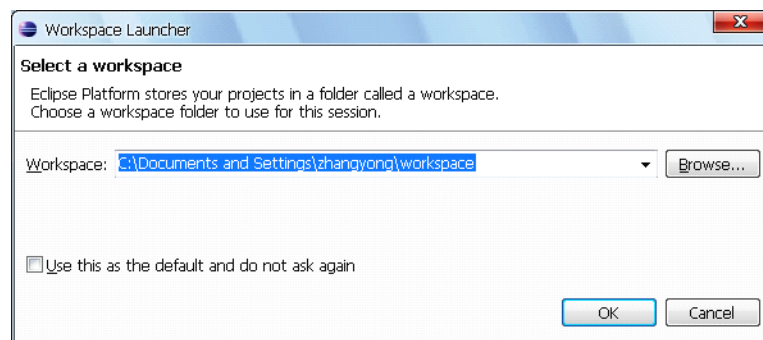 Workspace Launcher
Select a workspace
Eclipse Platform stores your projects in a folder called a workspace.
Choose a workspace folder to use for this session.
Workspace: C:\Documents and Settings\zhangyong\workspace Browse...
Use this as the default and do not ask again
OK Cancel